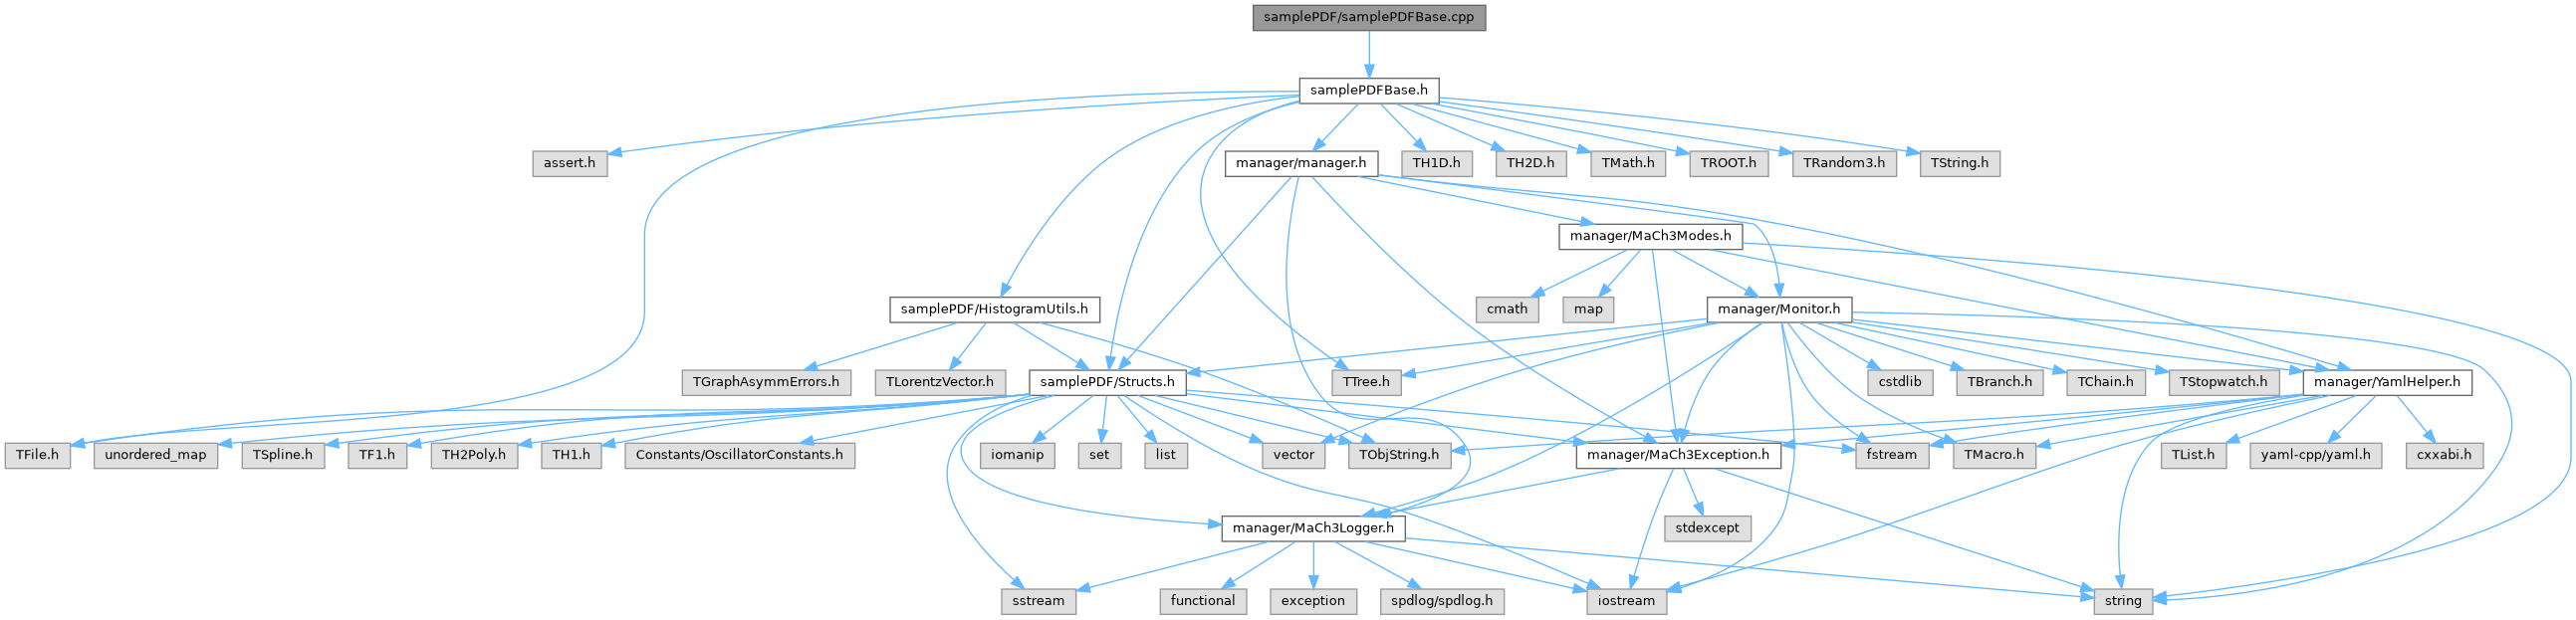 samplePDF/samplePDFBase.cpp
samplePDFBase.h
assert.h
manager/manager.h
TH1D.h
TH2D.h
TMath.h
TROOT.h
TRandom3.h
TString.h
manager/MaCh3Modes.h
samplePDF/HistogramUtils.h
cmath
map
manager/Monitor.h
TGraphAsymmErrors.h
TLorentzVector.h
samplePDF/Structs.h
TTree.h
cstdlib
TBranch.h
TChain.h
TStopwatch.h
manager/YamlHelper.h
TFile.h
unordered_map
TSpline.h
TF1.h
TH2Poly.h
TH1.h
Constants/OscillatorConstants.h
iomanip
set
list
vector
TObjString.h
manager/MaCh3Exception.h
fstream
TMacro.h
TList.h
yaml-cpp/yaml.h
cxxabi.h
manager/MaCh3Logger.h
stdexcept
sstream
functional
exception
spdlog/spdlog.h
iostream
string